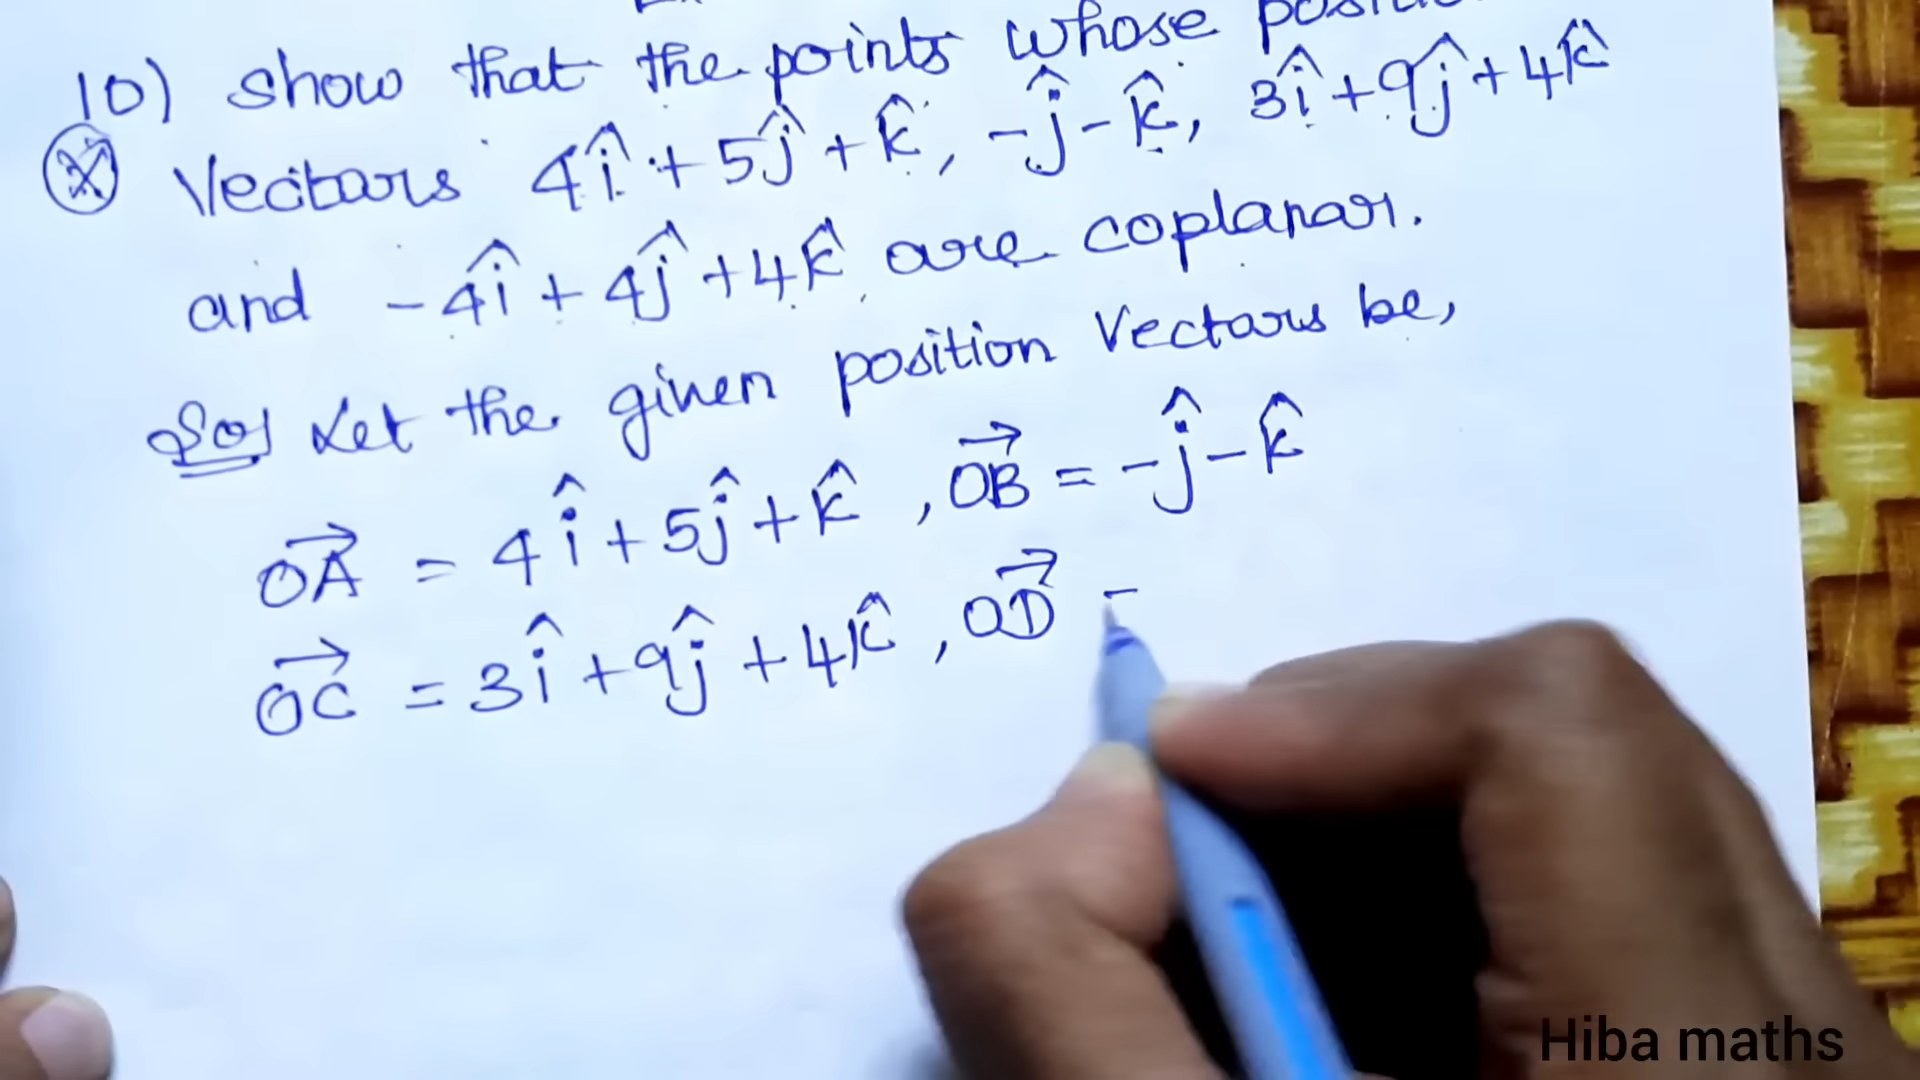 10) Show that the points whose
Vectors 4î + 5ĵ + k̂, -ĵ - k̂, 3î + 9ĵ + 4k̂
and -4î + 4ĵ + 4k̂ are coplanar.
Sol Let the given position Vectors be,
OA⃗ = 4î + 5ĵ + k̂, OB⃗ = -ĵ - k̂
OC⃗ = 3î + 9ĵ + 4k̂, OD⃗ -
Hiba maths